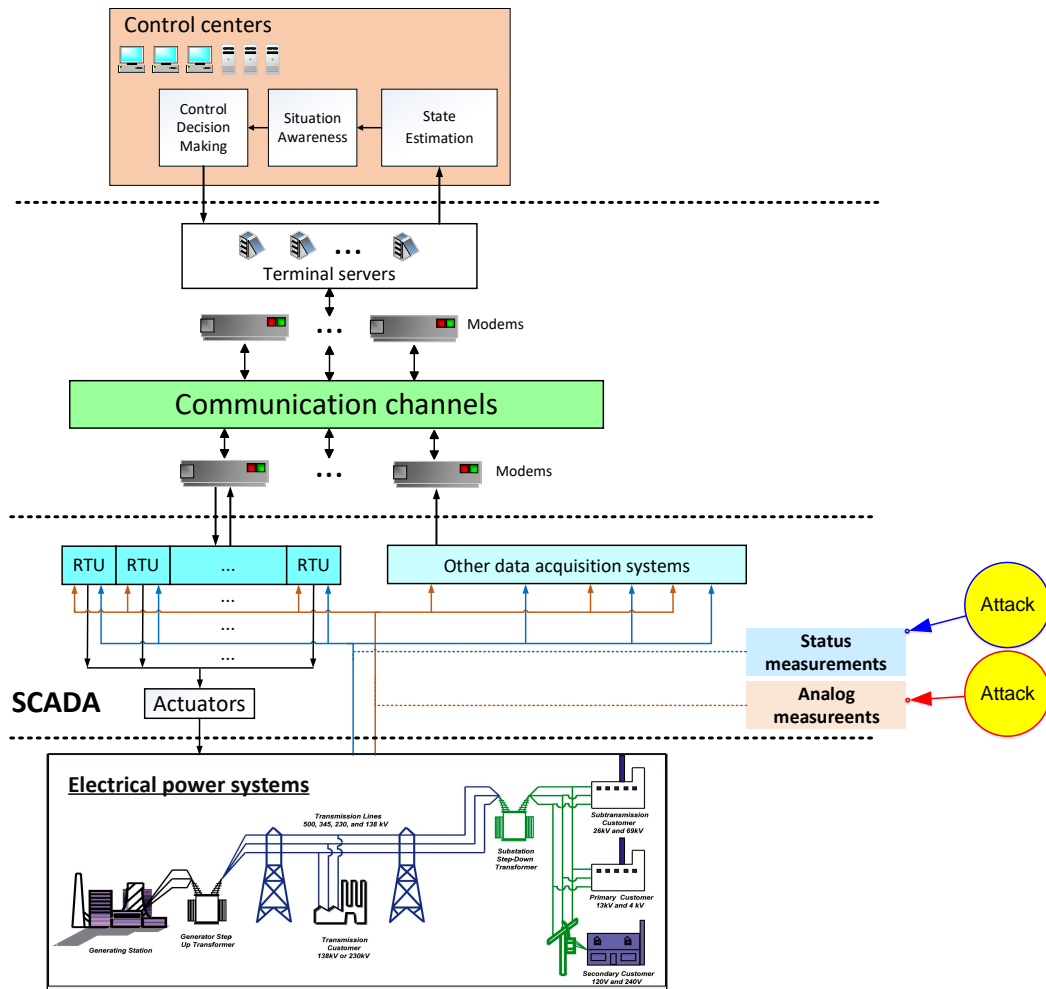 Control centers
Control
Decision
Making
Situation
Awareness
State
Estimation
...
Terminal servers
...
Modems
Communication channels
...
Modems
RTU RTU ... RTU
Other data acquisition systems
...
...
...
Attack
Status
measurements
Attack
Analog
measureents
SCADA
Actuators
Electrical power systems
Transmission Lines
500, 345, 230, and 138 kV
Substation
Step-Down
Transformer
Subtransmission
Customer
26kV and 69kV
Primary Customer
13kV and 4 kV
Generating Station
Generator Step
Up Transformer
Transmission
Customer
138kV or 230kV
Secondary Customer
120V and 240V